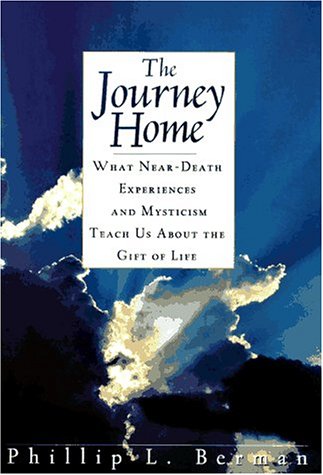 The
Journey
Home
What Near-Death
Experiences
and Mysticism
Teach Us About the
Gift of Life
Phillip L. Berman